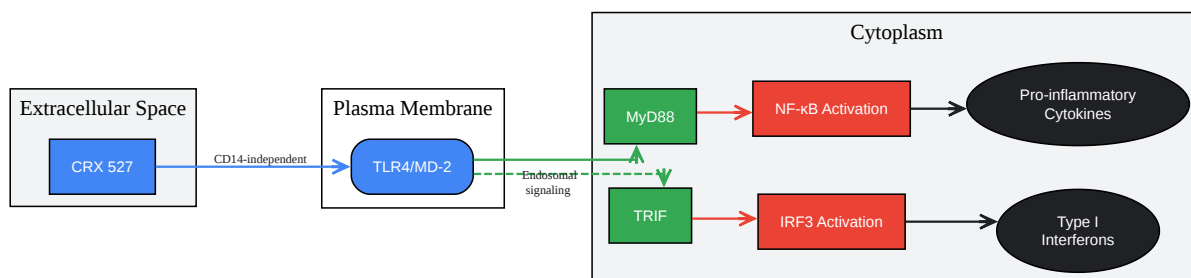 Cytoplasm
Extracellular Space
Plasma Membrane
CRX 527
CD14-independent
TLR4/MD-2
Endosomal
signaling
MyD88
NF-κB Activation
Pro-inflammatory
Cytokines
TRIF
IRF3 Activation
Type I
Interferons